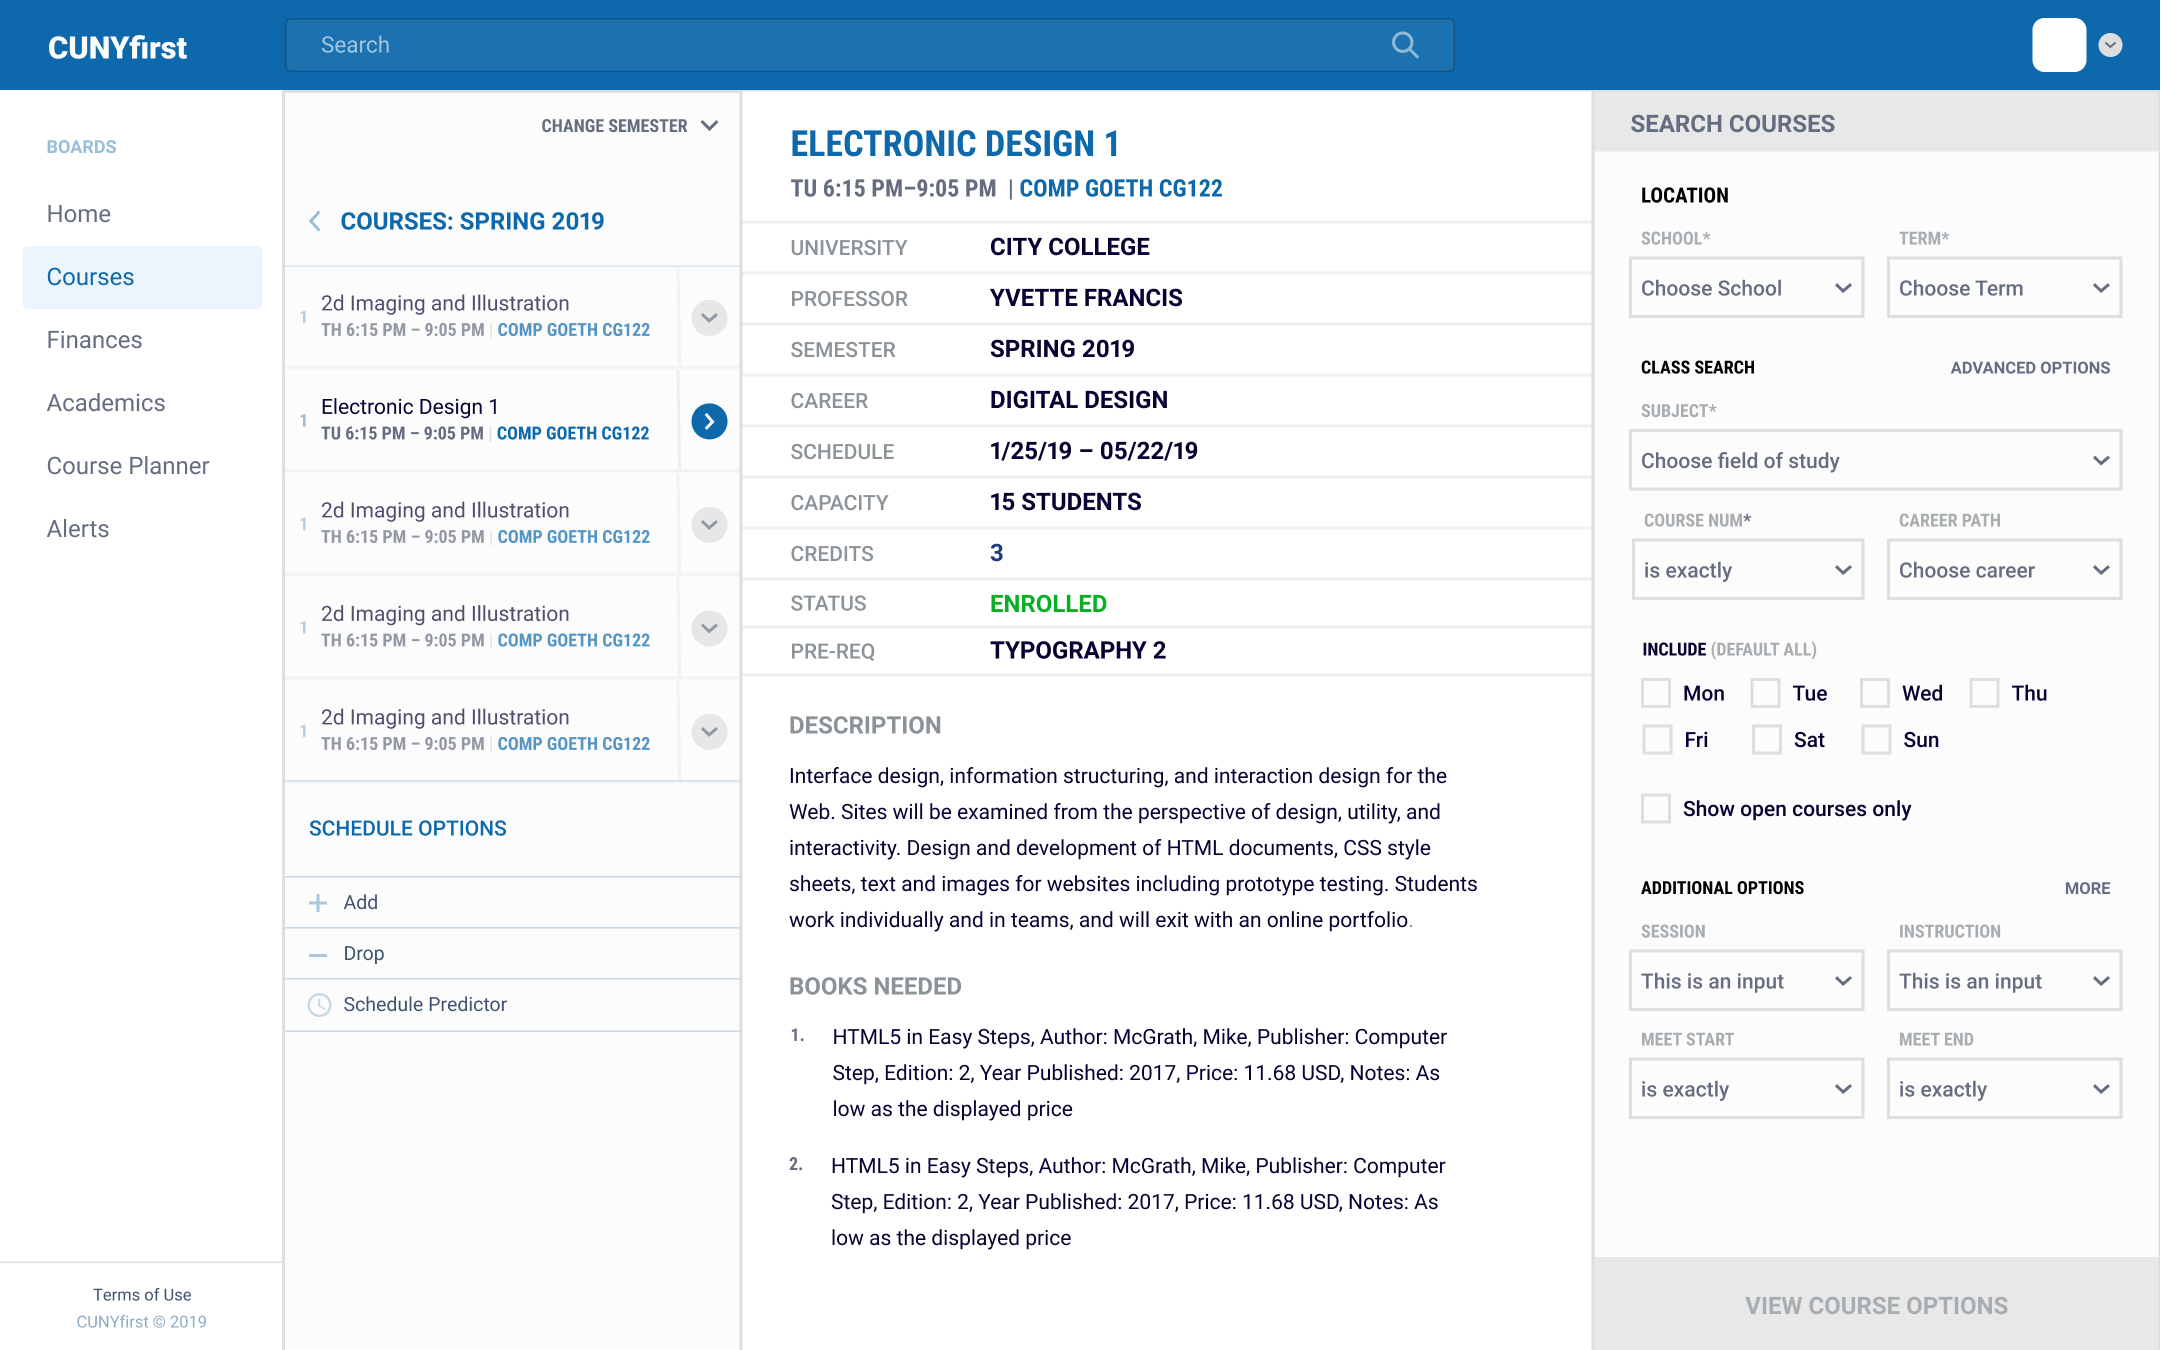 CUNYfirst
Search
BOARDS
Home
Courses
Finances
Academics
Course Planner
Alerts
Terms of Use
CUNYfirst © 2019
CHANGE SEMESTER
COURSES: SPRING 2019
1
2d Imaging and Illustration
TH 6:15 PM – 9:05 PM | COMP GOETH CG122
1
Electronic Design 1
TU 6:15 PM – 9:05 PM | COMP GOETH CG122
1
2d Imaging and Illustration
TH 6:15 PM – 9:05 PM | COMP GOETH CG122
1
2d Imaging and Illustration
TH 6:15 PM – 9:05 PM | COMP GOETH CG122
1
2d Imaging and Illustration
TH 6:15 PM – 9:05 PM | COMP GOETH CG122
SCHEDULE OPTIONS
Add
Drop
Schedule Predictor
ELECTRONIC DESIGN 1
TU 6:15 PM–9:05 PM | COMP GOETH CG122
UNIVERSITY CITY COLLEGE
PROFESSOR YVETTE FRANCIS
SEMESTER SPRING 2019
CAREER DIGITAL DESIGN
SCHEDULE 1/25/19 – 05/22/19
CAPACITY 15 STUDENTS
CREDITS 3
STATUS ENROLLED
PRE-REQ TYPOGRAPHY 2
DESCRIPTION
Interface design, information structuring, and interaction design for the
Web. Sites will be examined from the perspective of design, utility, and
interactivity. Design and development of HTML documents, CSS style
sheets, text and images for websites including prototype testing. Students
work individually and in teams, and will exit with an online portfolio.
BOOKS NEEDED
1. HTML5 in Easy Steps, Author: McGrath, Mike, Publisher: Computer
Step, Edition: 2, Year Published: 2017, Price: 11.68 USD, Notes: As
low as the displayed price
2. HTML5 in Easy Steps, Author: McGrath, Mike, Publisher: Computer
Step, Edition: 2, Year Published: 2017, Price: 11.68 USD, Notes: As
low as the displayed price
SEARCH COURSES
LOCATION
SCHOOL* TERM*
Choose School Choose Term
CLASS SEARCH ADVANCED OPTIONS
SUBJECT*
Choose field of study
COURSE NUM* CAREER PATH
is exactly Choose career
INCLUDE (DEFAULT ALL)
Mon Tue Wed Thu
Fri Sat Sun
Show open courses only
ADDITIONAL OPTIONS MORE
SESSION INSTRUCTION
This is an input This is an input
MEET START MEET END
is exactly is exactly
VIEW COURSE OPTIONS